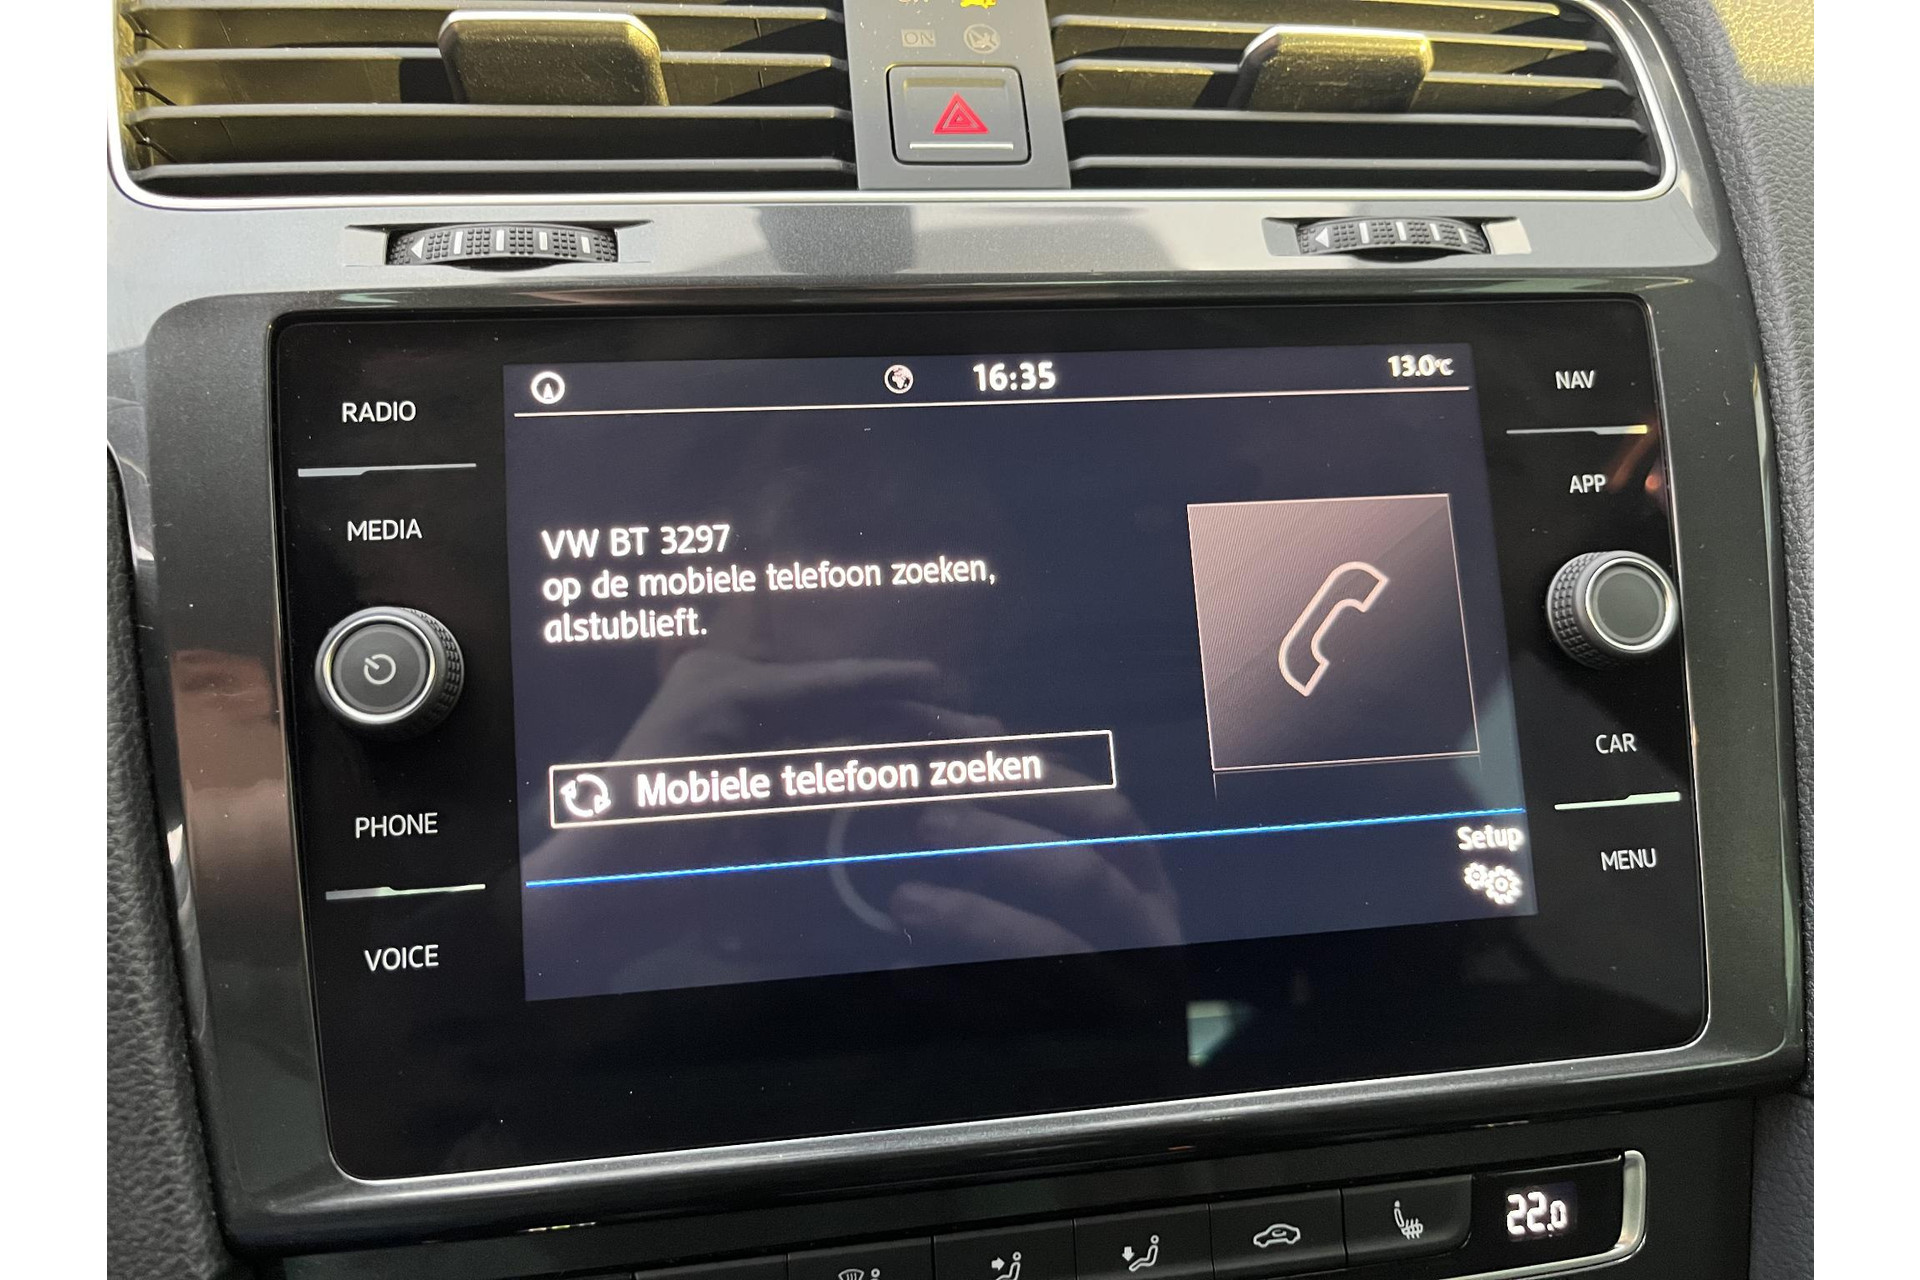 ON
16:35
13.0°C
RADIO
MEDIA
PHONE
VOICE
VW BT 3297
op de mobiele telefoon zoeken,
alstublieft.
Mobiele telefoon zoeken
Setup
NAV
APP
CAR
MENU
22.0